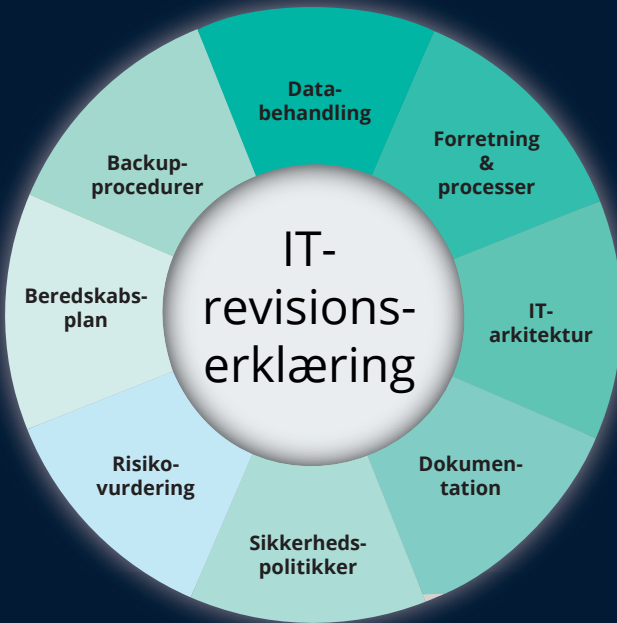 Data-
behandling
Forretning
&
processer
IT-
arkitektur
Dokumen-
tation
Sikkerheds-
politikker
Risiko-
vurdering
Beredskabs-
plan
Backup-
procedurer
IT-
revisions-
erklæring